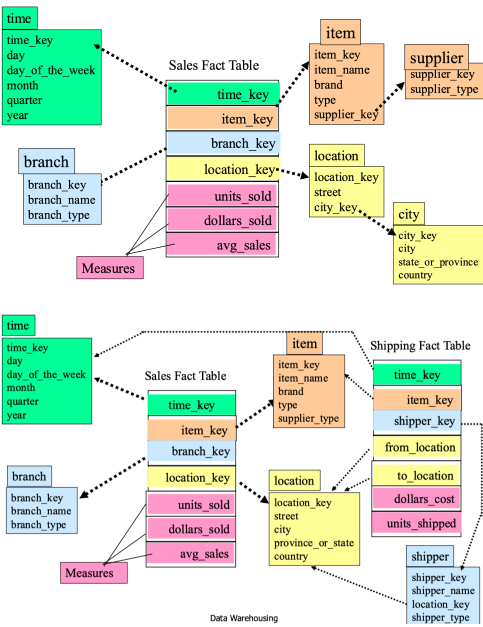 time
time_key
day
day_of_the_week
month
quarter
year
Sales Fact Table
time_key
item_key
branch_key
location_key
units_sold
dollars_sold
avg_sales
Measures
branch
branch_key
branch_name
branch_type
item
item_key
item_name
brand
type
supplier_key
supplier
supplier_key
supplier_type
location
location_key
street
city_key
city
city_key
city
state_or_province
country
time
time_key
day
day_of_the_week
month
quarter
year
Sales Fact Table
time_key
item_key
branch_key
location_key
units_sold
dollars_sold
avg_sales
Measures
branch
branch_key
branch_name
branch_type
item
item_key
item_name
brand
type
supplier_type
location
location_key
street
city
province_or_state
country
Shipping Fact Table
time_key
item_key
shipper_key
from_location
to_location
dollars_cost
units_shipped
shipper
shipper_key
shipper_name
location_key
shipper_type
Data Warehousing